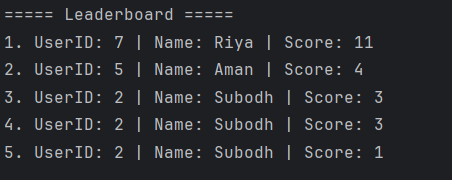 ===== Leaderboard =====
1. UserID: 7 | Name: Riya | Score: 11
2. UserID: 5 | Name: Aman | Score: 4
3. UserID: 2 | Name: Subodh | Score: 3
4. UserID: 2 | Name: Subodh | Score: 3
5. UserID: 2 | Name: Subodh | Score: 1